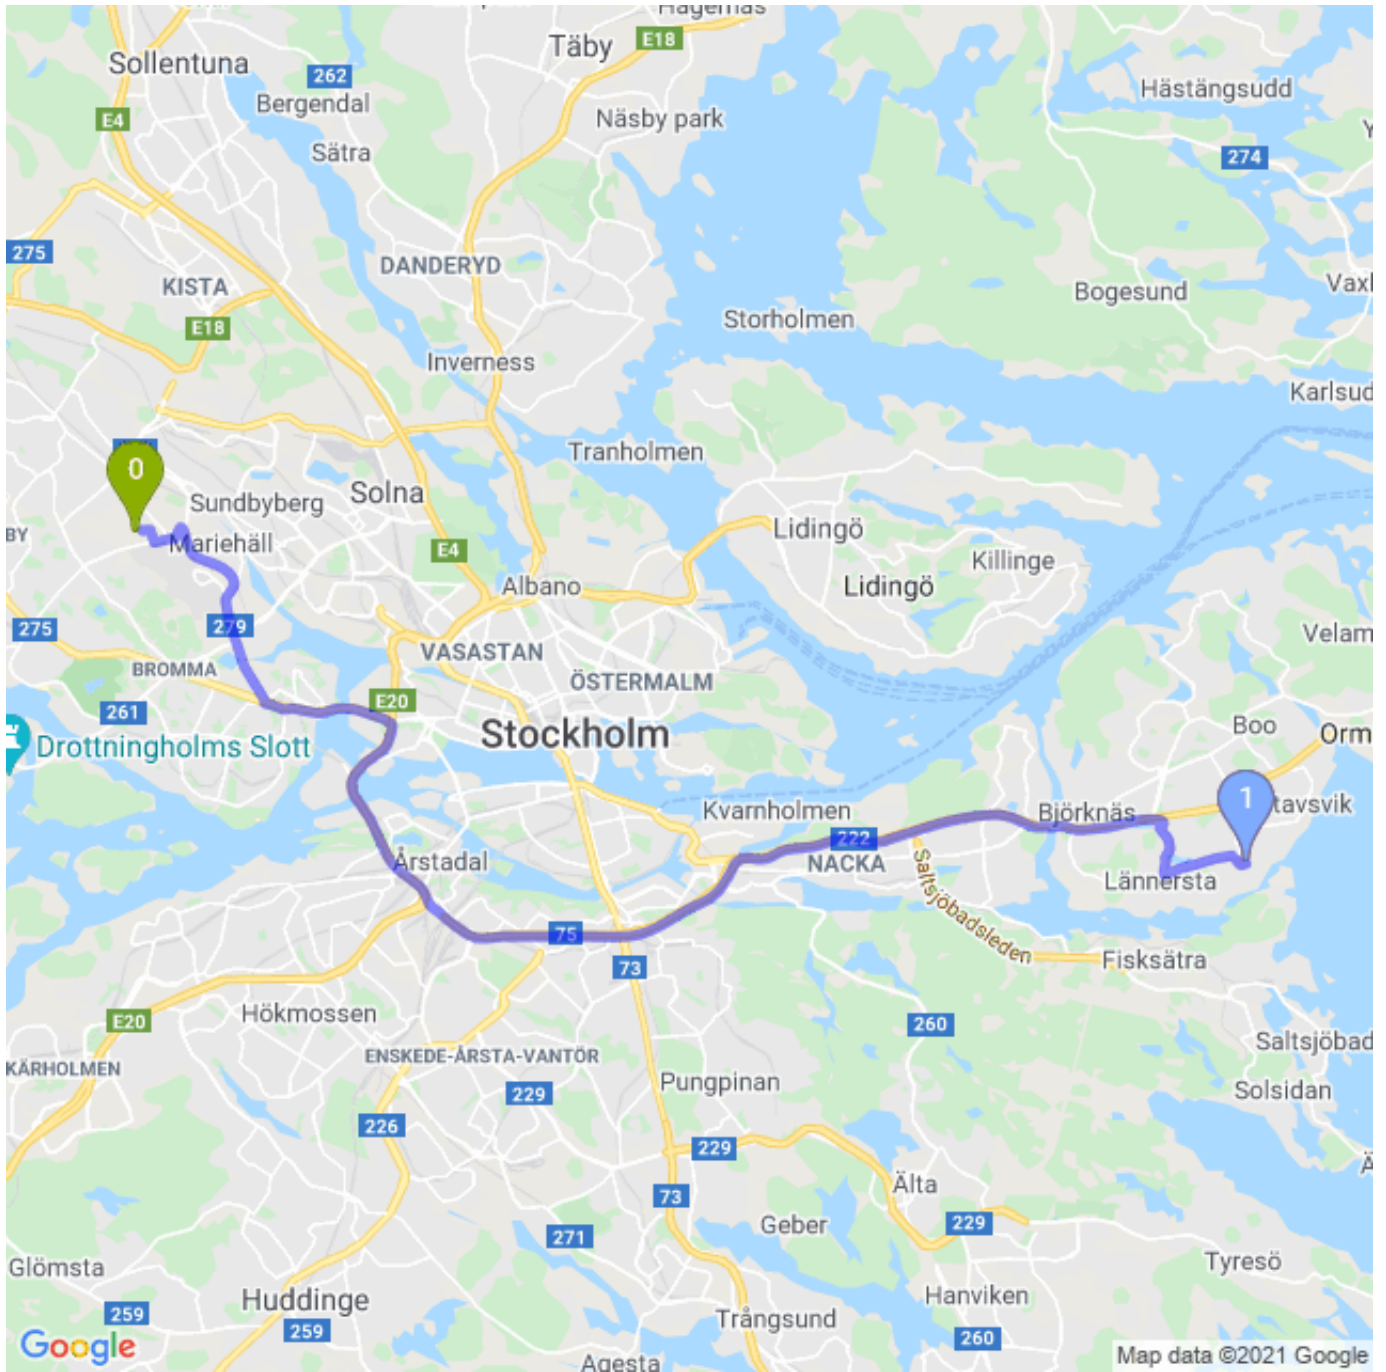 Hägernäs
Täby
E18
Sollentuna
262
Bergendal
Hästängsudd
E4
Näsby park
Sätra
274
275
DANDERYD
KISTA
Bogesund
Storholmen
E18
Inverness
Karlsud
Tranholmen
0
Solna
Sundbyberg
Lidingö
BY
Mariehäll
E4
Killinge
Albano
Lidingö
275
279
Velam
VASASTAN
BROMMA
ÖSTERMALM
E20
261
Stockholm
Boo
Orm
Drottningholms Slott
1
Kvarnholmen
Björknäs
tavsvik
222
NACKA
Årstadal
Lännersta
Saltsjöbadsleden
75
73
Fisksätra
Hökmossen
E20
260
Saltsjöbad
ENSKEDE-ÅRSTA-VANTÖR
KÄRHOLMEN
Pungpinan
229
Solsidan
226
229
Älta
73
Geber
229
271
Tyresö
Glömsta
Huddinge
Hanviken
259
259
Trångsund
260
Google
Map data ©2021 Google